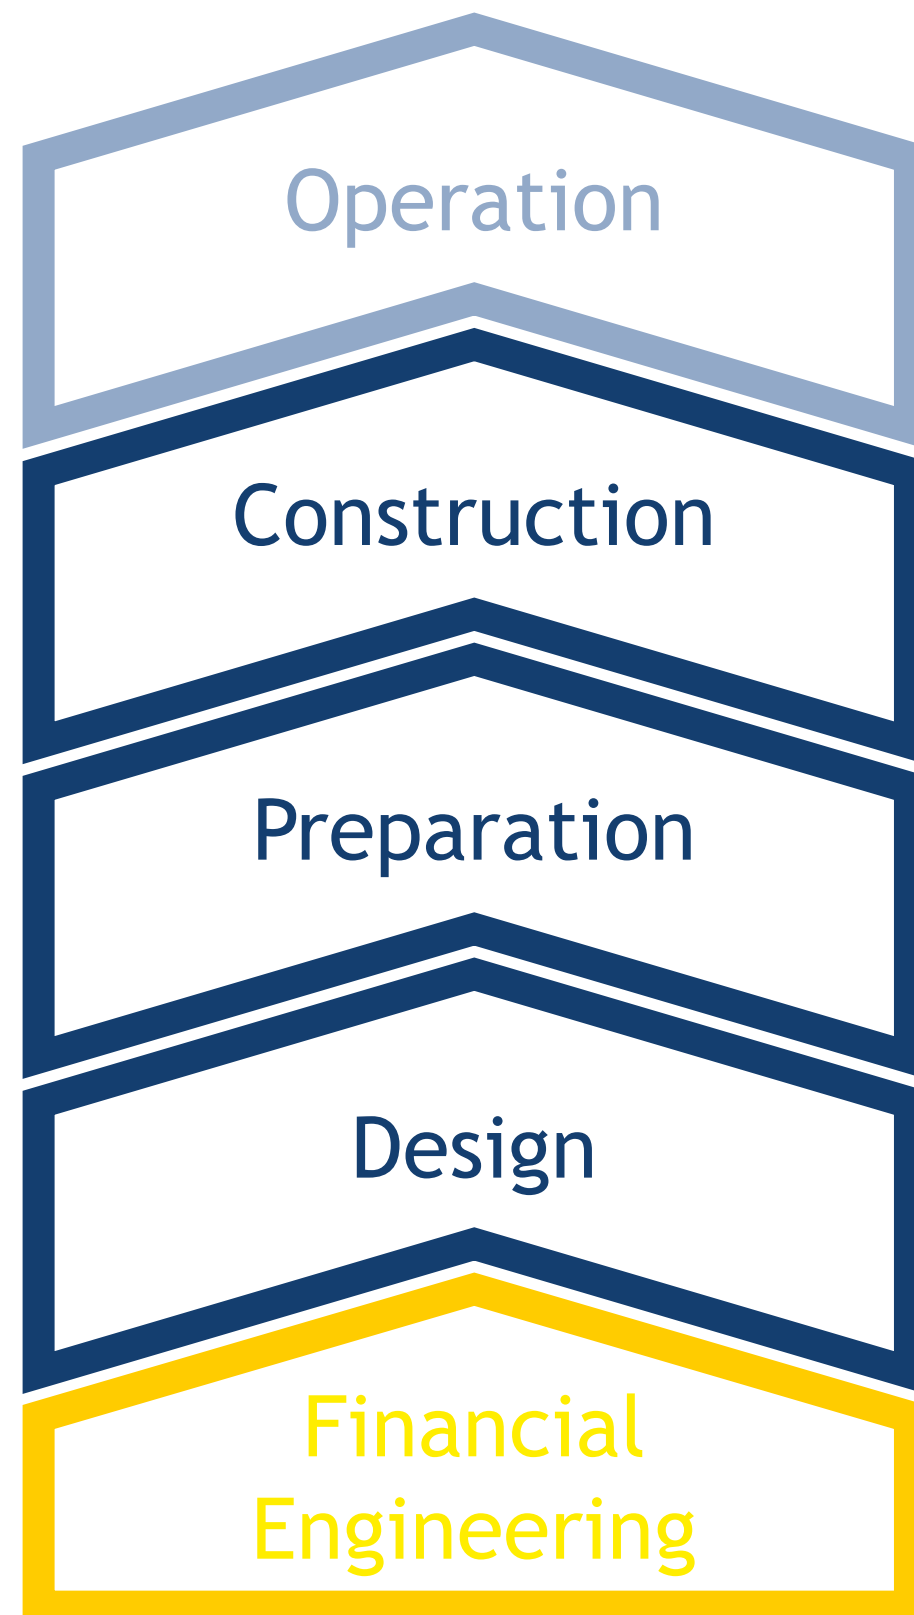 Operation
Construction
Preparation
Design
Financial
Engineering